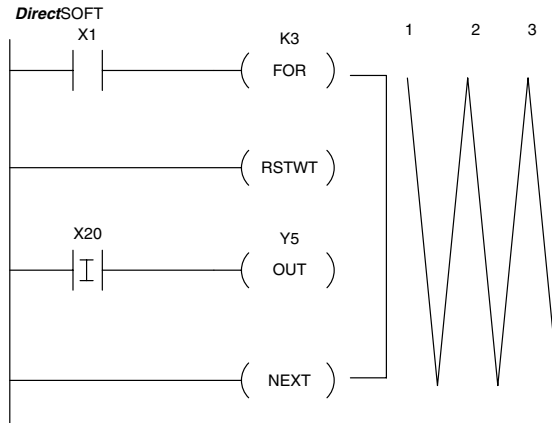 DirectSOFT
X1
K3
FOR
1 2 3
RSTWT
X20
Y5
OUT
NEXT